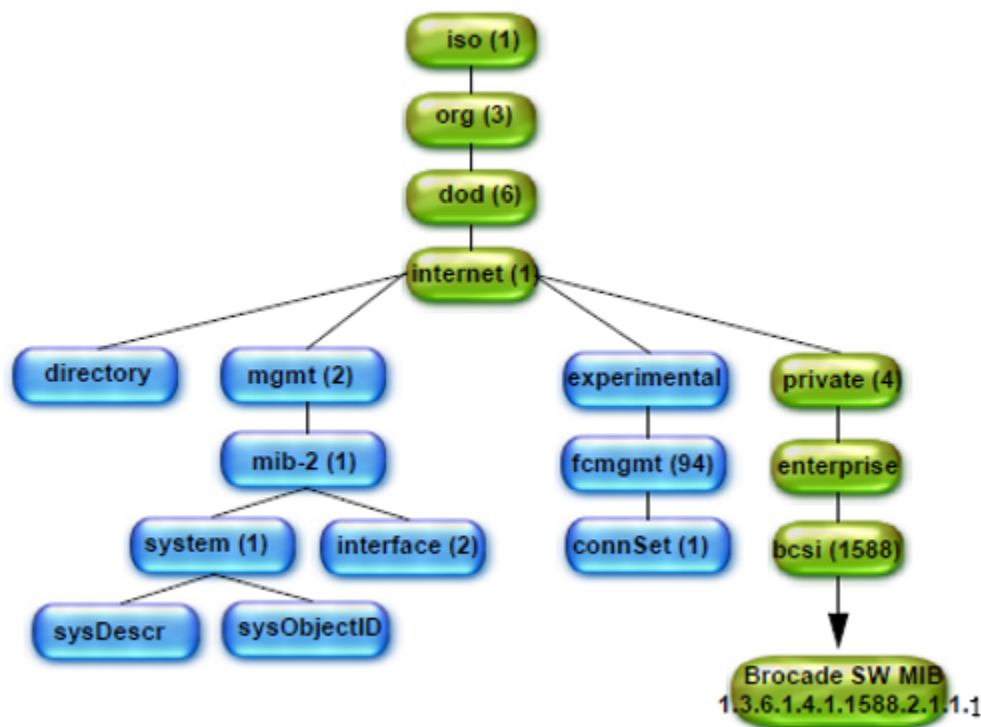 iso (1)
org (3)
dod (6)
internet (1)
directory
mgmt (2)
experimental
private (4)
mib-2 (1)
fcmgmt (94)
enterprise
system (1)
interface (2)
connSet (1)
bcsi (1588)
sysDescr
sysObjectID
Brocade SW MIB
1.3.6.1.4.1.1588.2.1.1.1